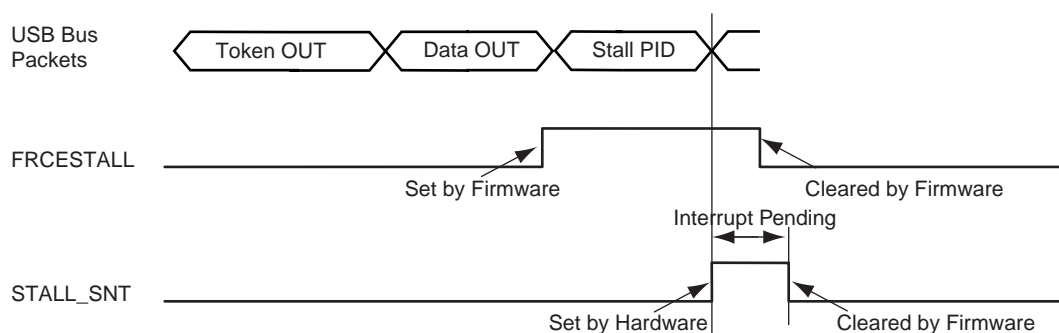 USB Bus
Packets
Token OUT
Data OUT
Stall PID
FRCESTALL
Set by Firmware
Cleared by Firmware
Interrupt Pending
STALL_SNT
Set by Hardware
Cleared by Firmware